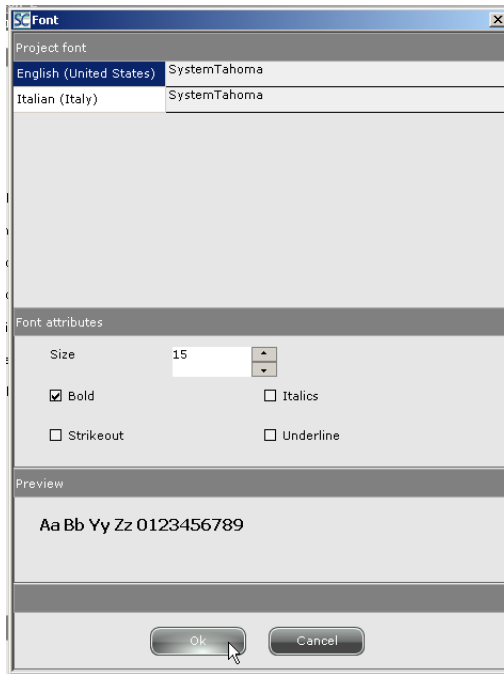 SC Font
Project font
English (United States) SystemTahoma
Italian (Italy) SystemTahoma
Font attributes
Size 15
Bold Italics
Strikeout Underline
Preview
Aa Bb Yy Zz 0123456789
Ok Cancel